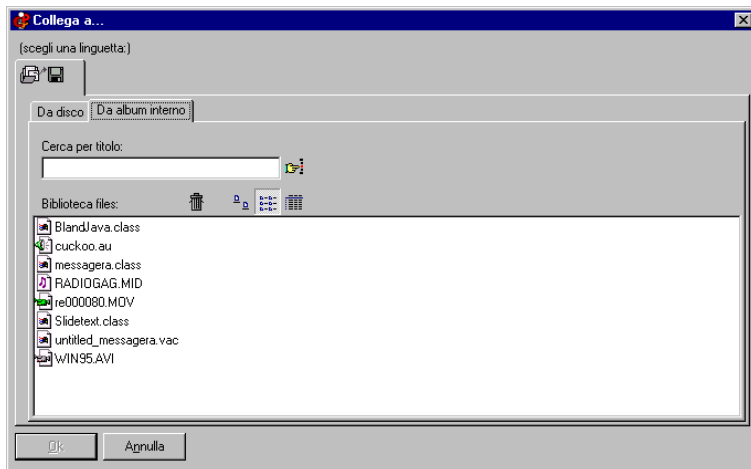 Collega a...
(scegli una linguetta:)
Da disco Da album interno
Cerca per titolo:
Biblioteca files:
BlandJava.class
cuckoo.au
messagera.class
RADIOGAG.MID
re000080.MOV
Slidetext.class
untitled_messagera.vac
WIN95.AVI
Ok Annulla